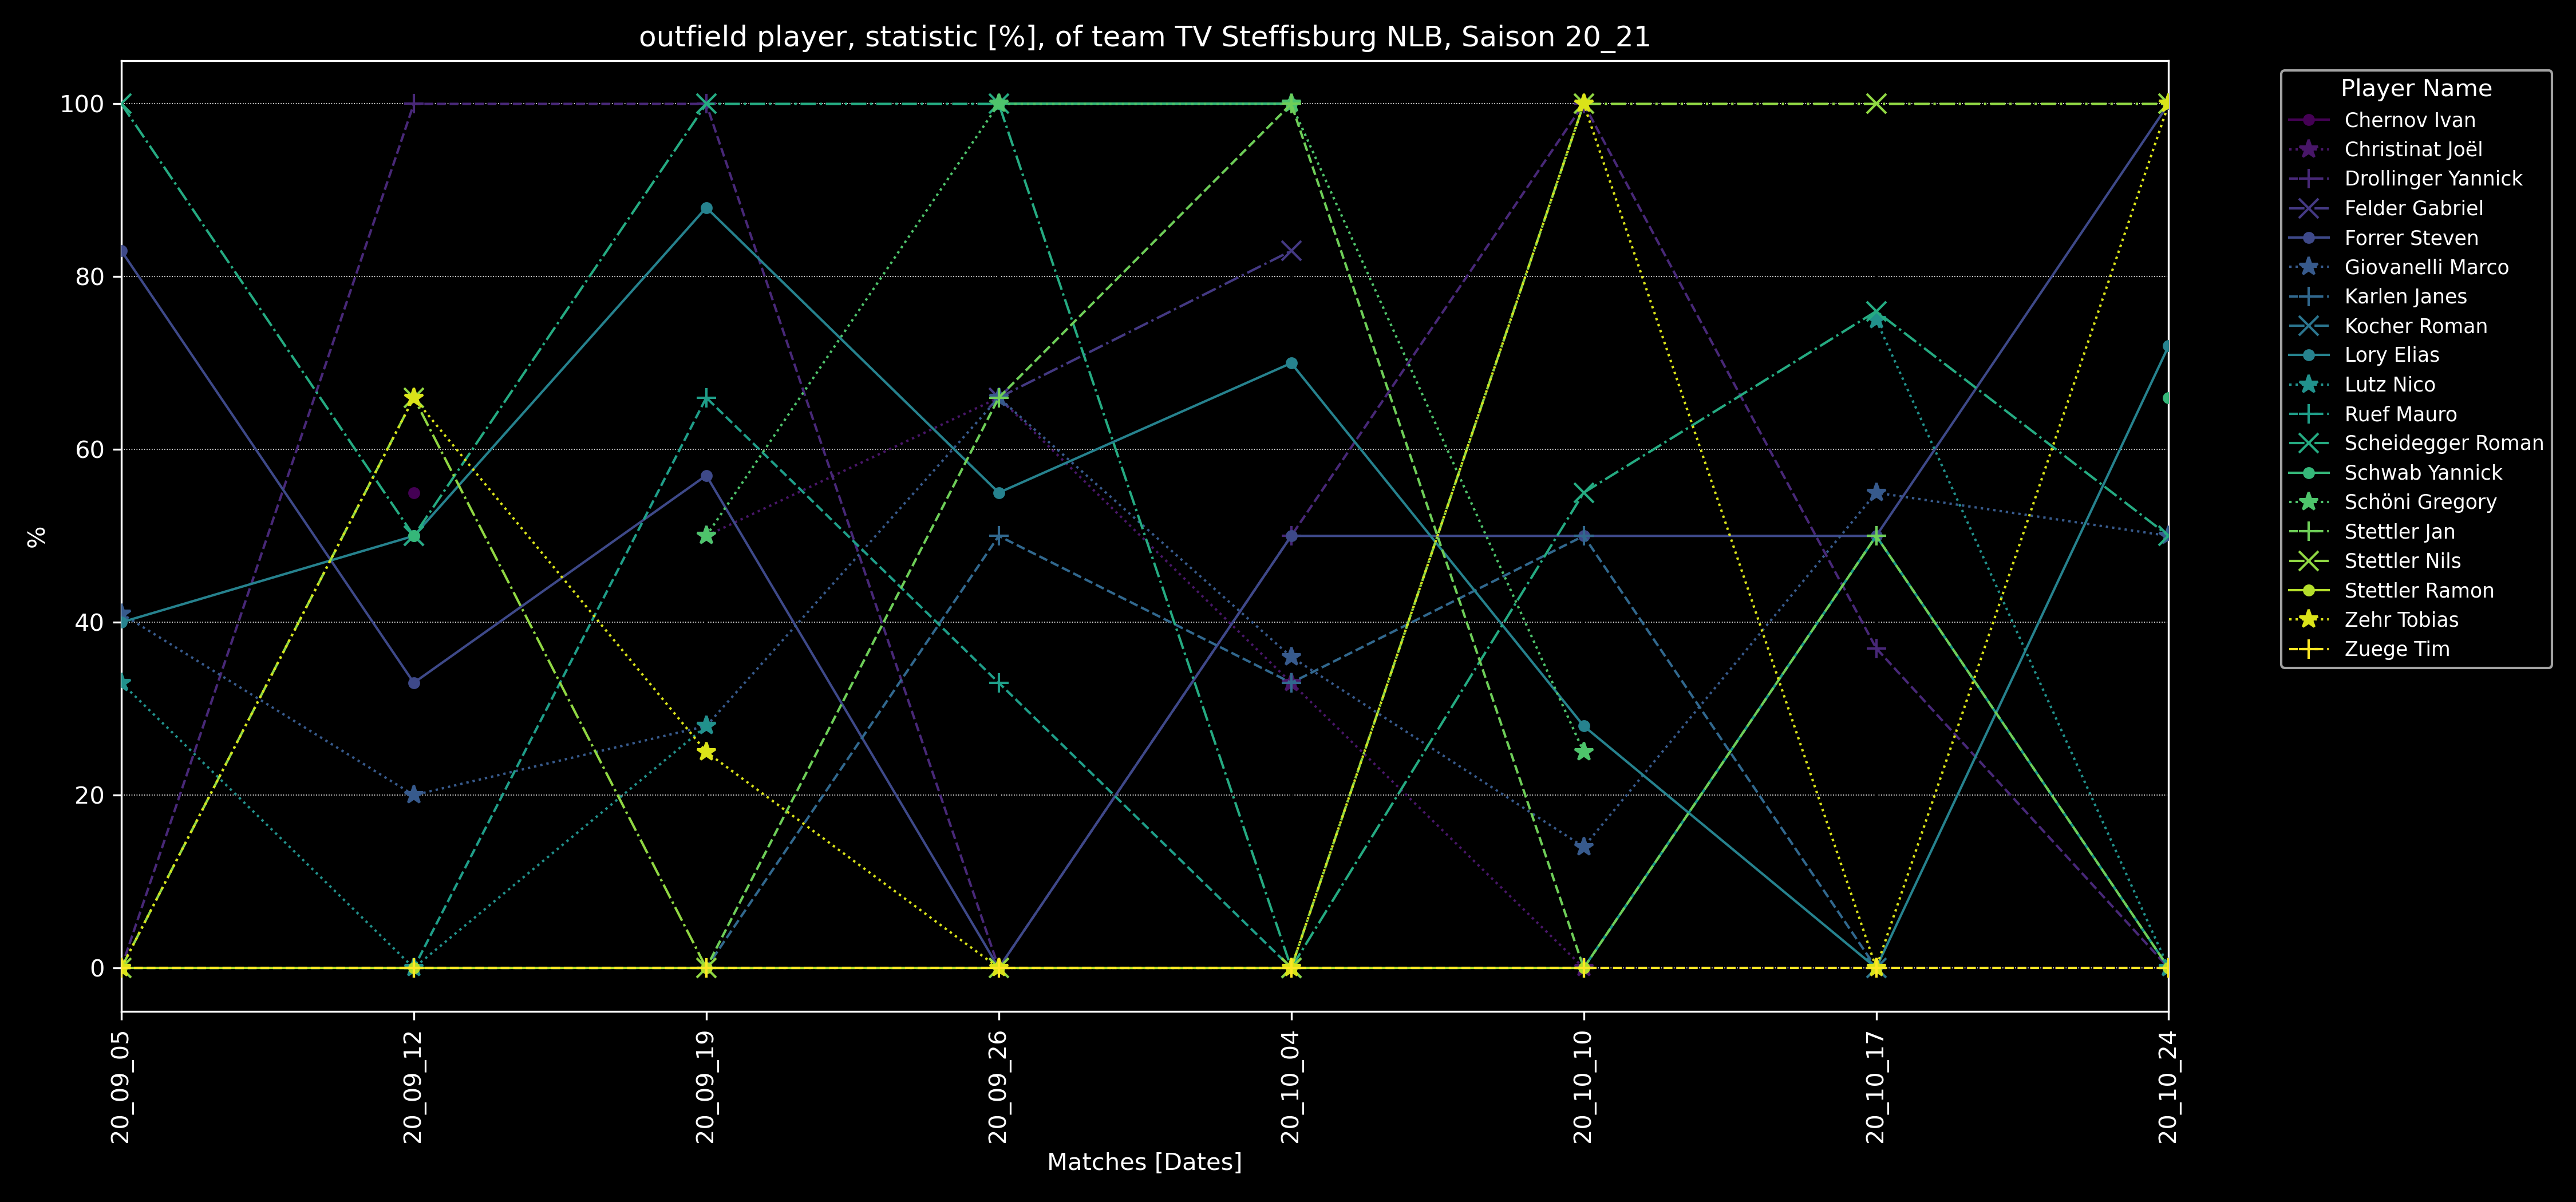 outfield player, statistic [%], of team TV Steffisburg NLB, Saison 20_21
100
80
60
40
20
0
%
20_09_05
20_09_12
20_09_19
20_09_26
20_10_04
20_10_10
20_10_17
20_10_24
Matches [Dates]
Player Name
Chernov Ivan
Christinat Joël
Drollinger Yannick
Felder Gabriel
Forrer Steven
Giovanelli Marco
Karlen Janes
Kocher Roman
Lory Elias
Lutz Nico
Ruef Mauro
Scheidegger Roman
Schwab Yannick
Schöni Gregory
Stettler Jan
Stettler Nils
Stettler Ramon
Zehr Tobias
Zuege Tim